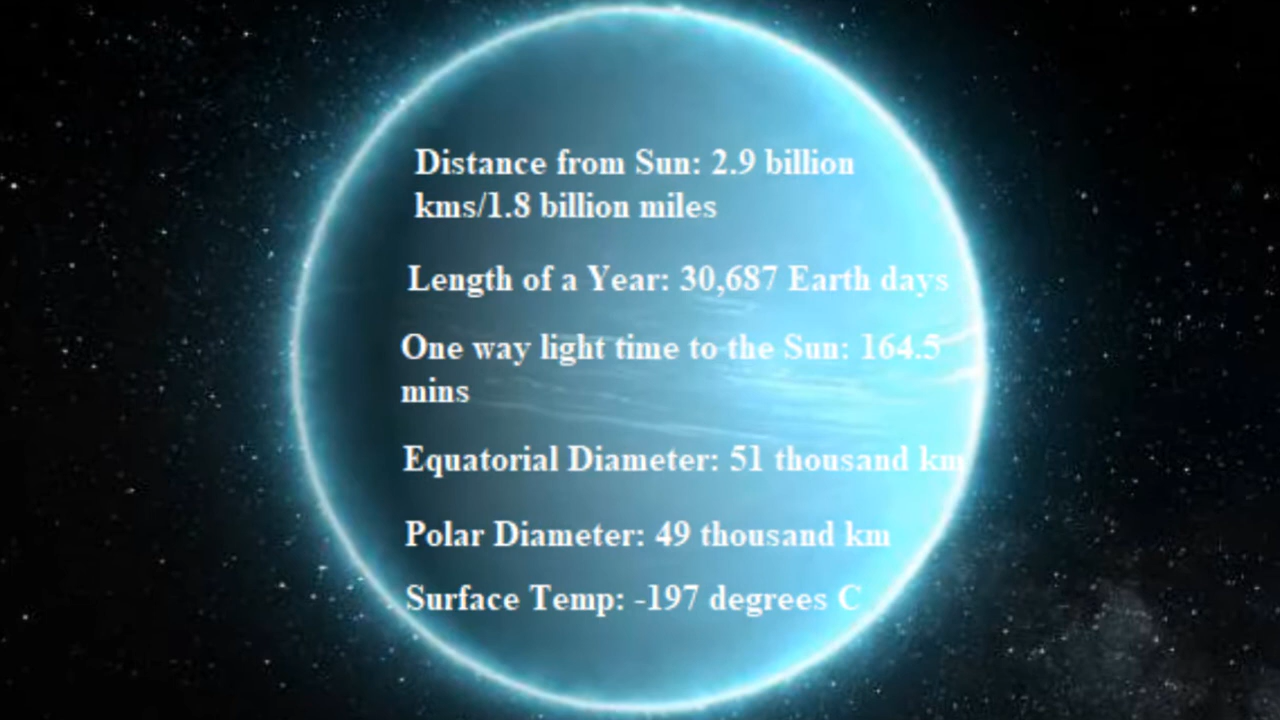 Distance from Sun: 2.9 billion
kms/1.8 billion miles
Length of a Year: 30,687 Earth days
One way light time to the Sun: 164.5
mins
Equatorial Diameter: 51 thousand km
Polar Diameter: 49 thousand km
Surface Temp: -197 degrees C